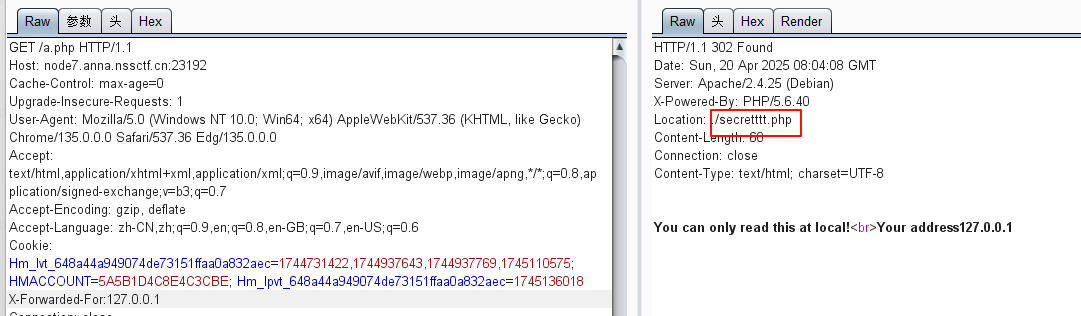 Raw 参数 头 Hex
GET /a.php HTTP/1.1
Host: node7.anna.nssctf.cn:23192
Cache-Control: max-age=0
Upgrade-Insecure-Requests: 1
User-Agent: Mozilla/5.0 (Windows NT 10.0; Win64; x64) AppleWebKit/537.36 (KHTML, like Gecko)
Chrome/135.0.0.0 Safari/537.36 Edg/135.0.0.0
Accept:
text/html,application/xhtml+xml,application/xml;q=0.9,image/avif,image/webp,image/apng,*/*;q=0.8,ap
plication/signed-exchange;v=b3;q=0.7
Accept-Encoding: gzip, deflate
Accept-Language: zh-CN,zh;q=0.9,en;q=0.8,en-GB;q=0.7,en-US;q=0.6
Cookie:
Hm_lvt_648a44a949074de73151ffaa0a832aec=1744731422,1744937643,1744937769,1745110575;
HMACCOUNT=5A5B1D4C8E4C3CBE; Hm_lpvt_648a44a949074de73151ffaa0a832aec=1745136018
X-Forwarded-For:127.0.0.1
Connection: close
Raw 头 Hex Render
HTTP/1.1 302 Found
Date: Sun, 20 Apr 2025 08:04:08 GMT
Server: Apache/2.4.25 (Debian)
X-Powered-By: PHP/5.6.40
Location: ./secretttt.php
Content-Length: 60
Connection: close
Content-Type: text/html; charset=UTF-8
You can only read this at local!<br>Your address127.0.0.1